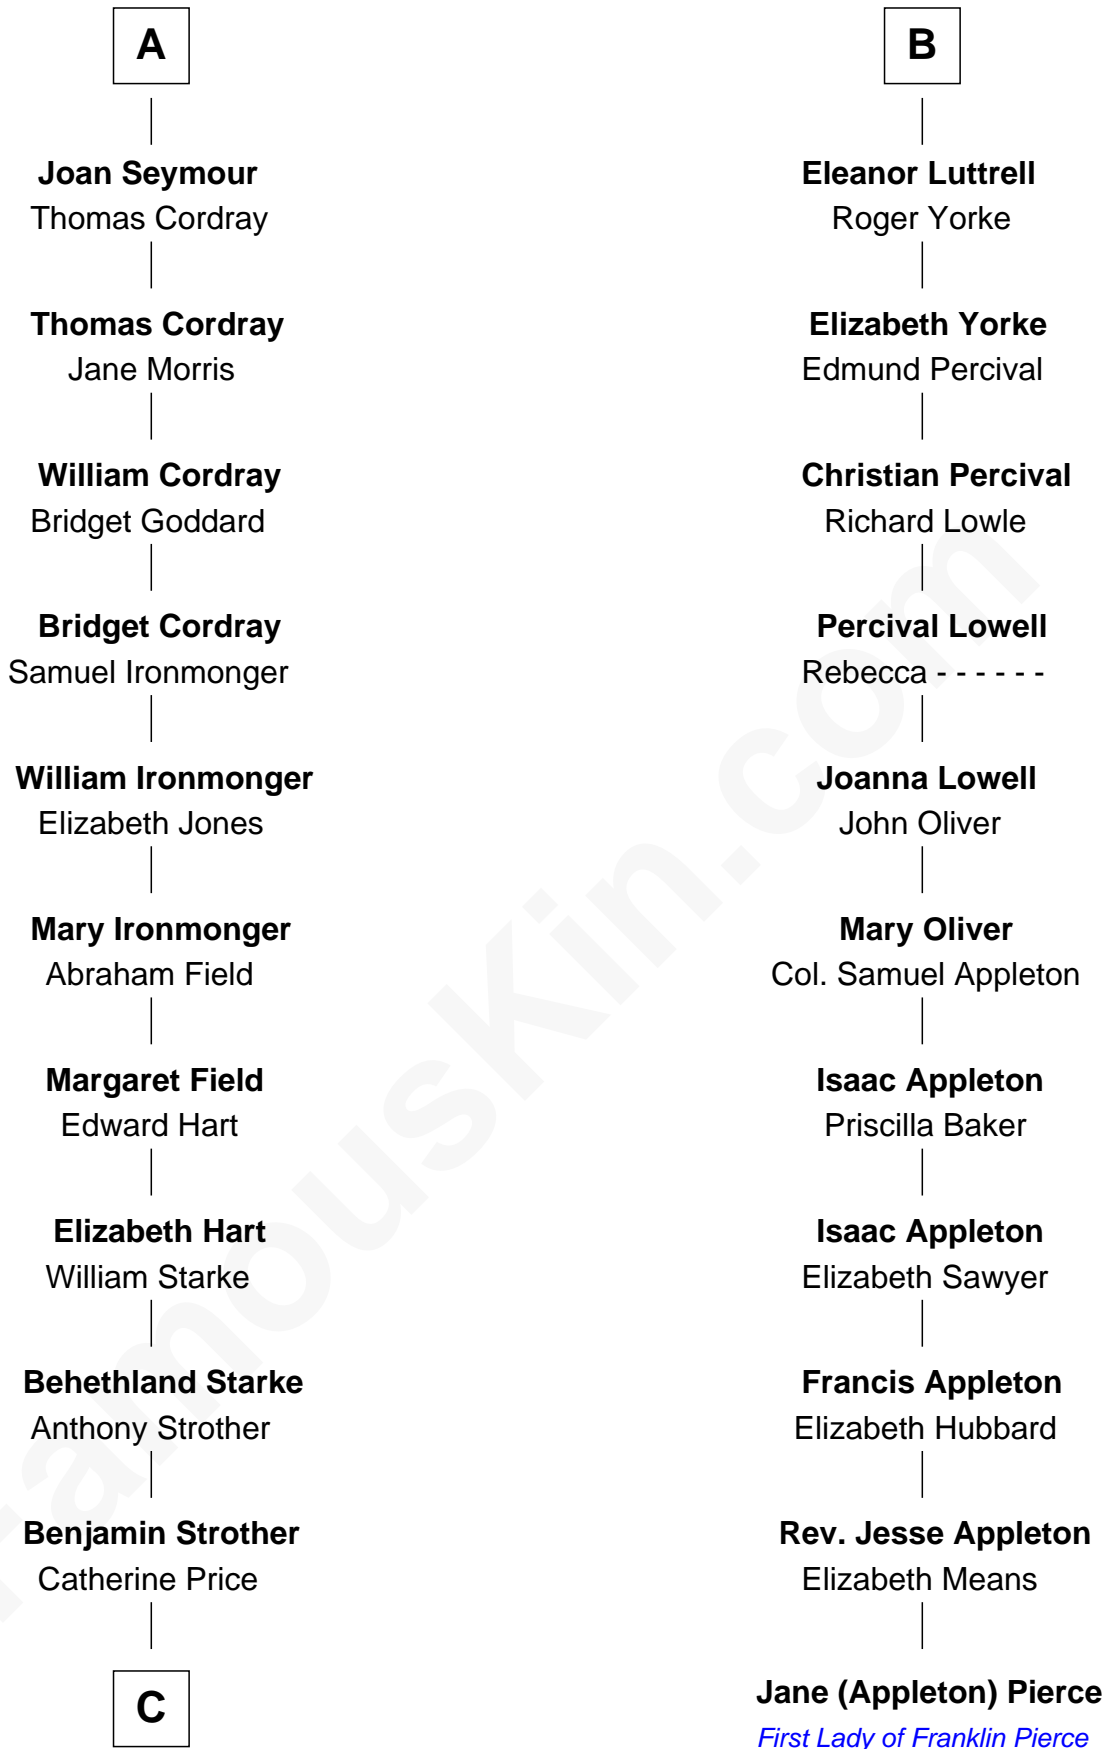 A
Joan Seymour
Thomas Cordray
Thomas Cordray
Jane Morris
William Cordray
Bridget Goddard
Bridget Cordray
Samuel Ironmonger
William Ironmonger
Elizabeth Jones
Mary Ironmonger
Abraham Field
Margaret Field
Edward Hart
Elizabeth Hart
William Starke
Behethland Starke
Anthony Strother
Benjamin Strother
Catherine Price
C
B
Eleanor Luttrell
Roger Yorke
Elizabeth Yorke
Edmund Percival
Christian Percival
Richard Lowle
Percival Lowell
Rebecca - - - - - -
Joanna Lowell
John Oliver
Mary Oliver
Col. Samuel Appleton
Isaac Appleton
Priscilla Baker
Isaac Appleton
Elizabeth Sawyer
Francis Appleton
Elizabeth Hubbard
Rev. Jesse Appleton
Elizabeth Means
Jane (Appleton) Pierce
First Lady of Franklin Pierce
FamousKin.com